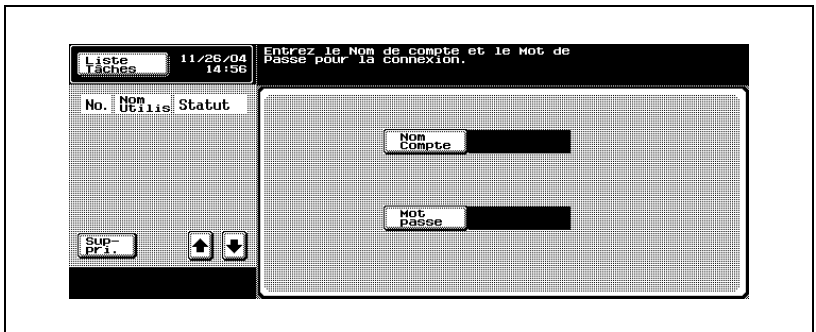 Liste
Tâches
11/26/04
14:56
Entrez le Nom de compte et le Mot de
Passe pour la connexion.
No. Nom Utilis Statut
Nom
Compte
Mot
passe
Sup-
pri.